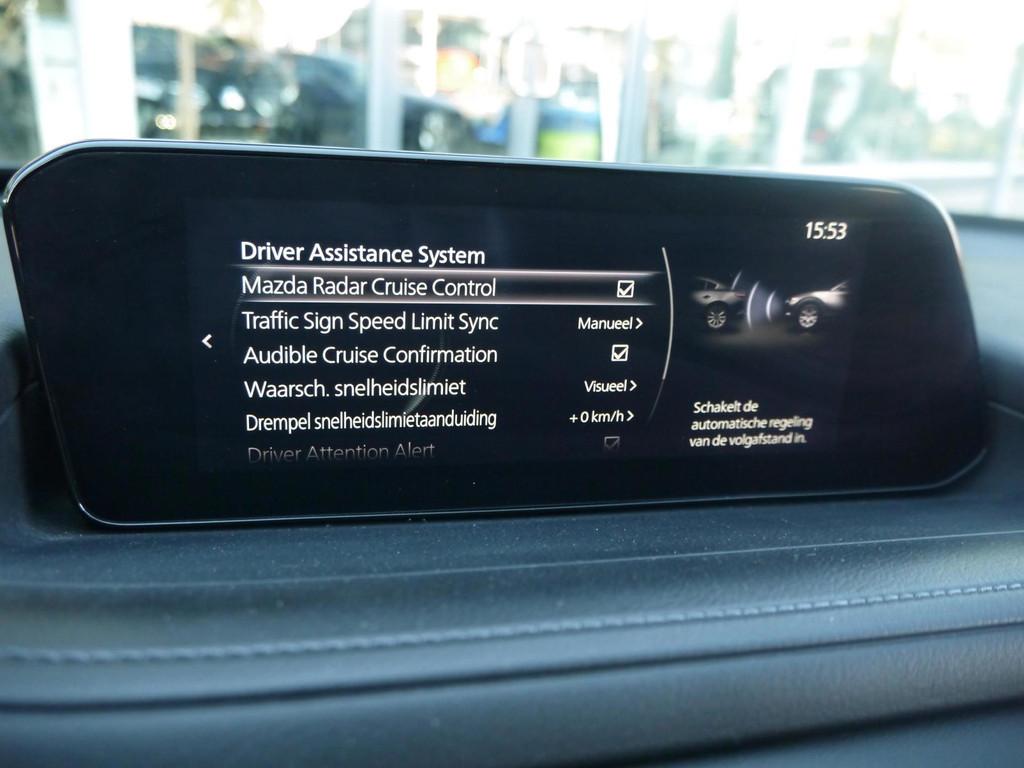 15:53
Driver Assistance System
Mazda Radar Cruise Control
Traffic Sign Speed Limit Sync Manueel >
Audible Cruise Confirmation
Waarsch. snelheidslimiet Visueel >
Drempel snelheidslimietaanduiding +0 km/h >
Driver Attention Alert
Schakelt de
automatische regeling
van de volgafstand in.